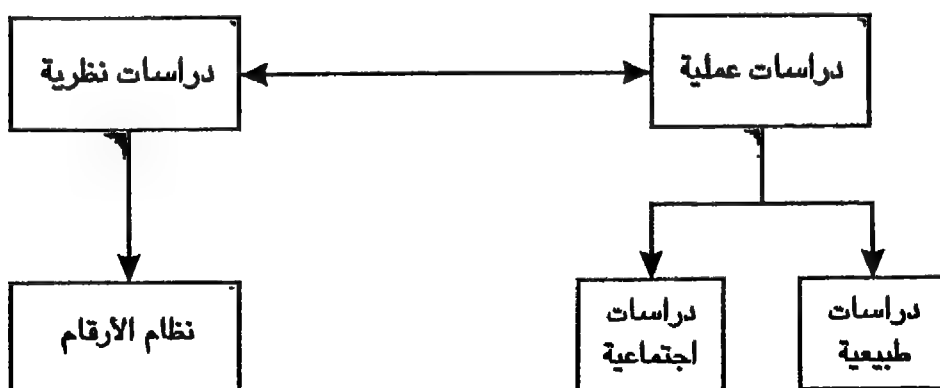 دراسات عملية
دراسات نظرية
دراسات
طبيعية
دراسات
اجتماعية
نظام الأرقام